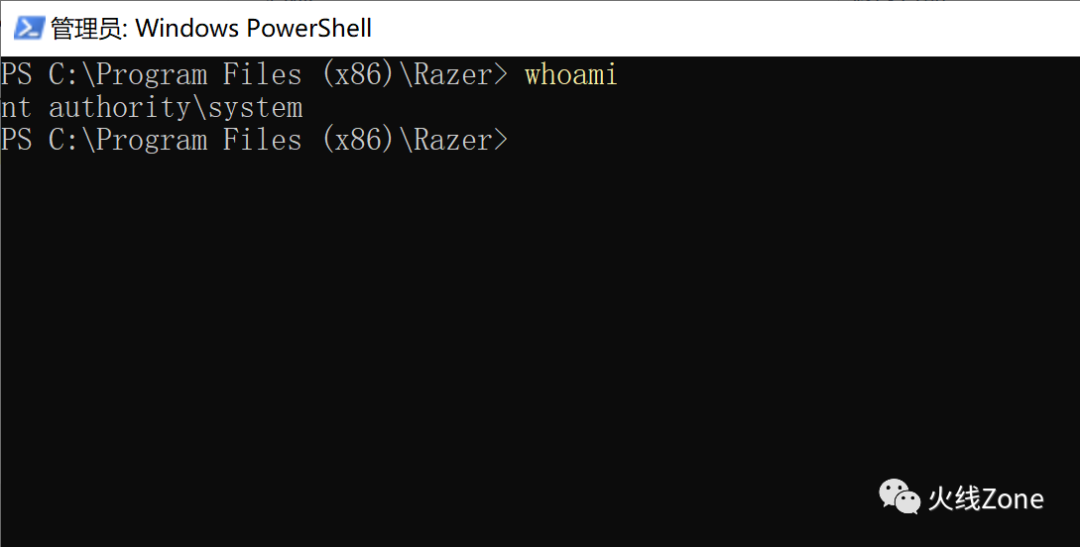 管理员: Windows PowerShell
PS C:\Program Files (x86)\Razer> whoami
nt authority\system
PS C:\Program Files (x86)\Razer>
火线Zone